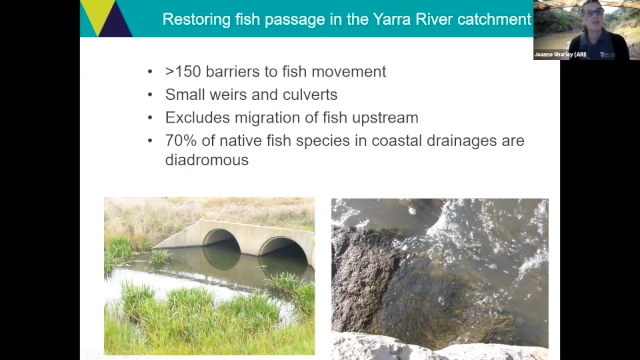 Restoring fish passage in the Yarra River catchment
Joanne Sharley (ARI)
• >150 barriers to fish movement
• Small weirs and culverts
• Excludes migration of fish upstream
• 70% of native fish species in coastal drainages are
diadromous